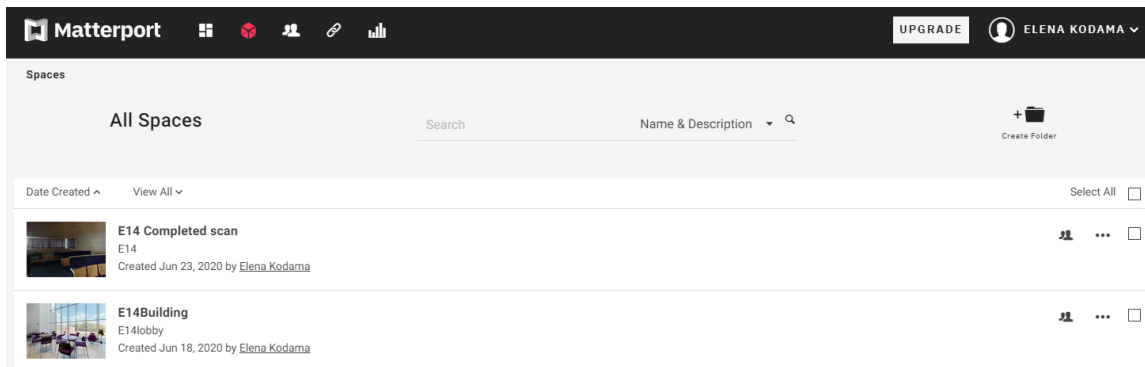 Matterport
UPGRADE
ELENA KODAMA
Spaces
All Spaces
Search
Name & Description
Create Folder
Date Created
View All
Select All
E14 Completed scan
E14
Created Jun 23, 2020 by Elena Kodama
E14Building
E14lobby
Created Jun 18, 2020 by Elena Kodama